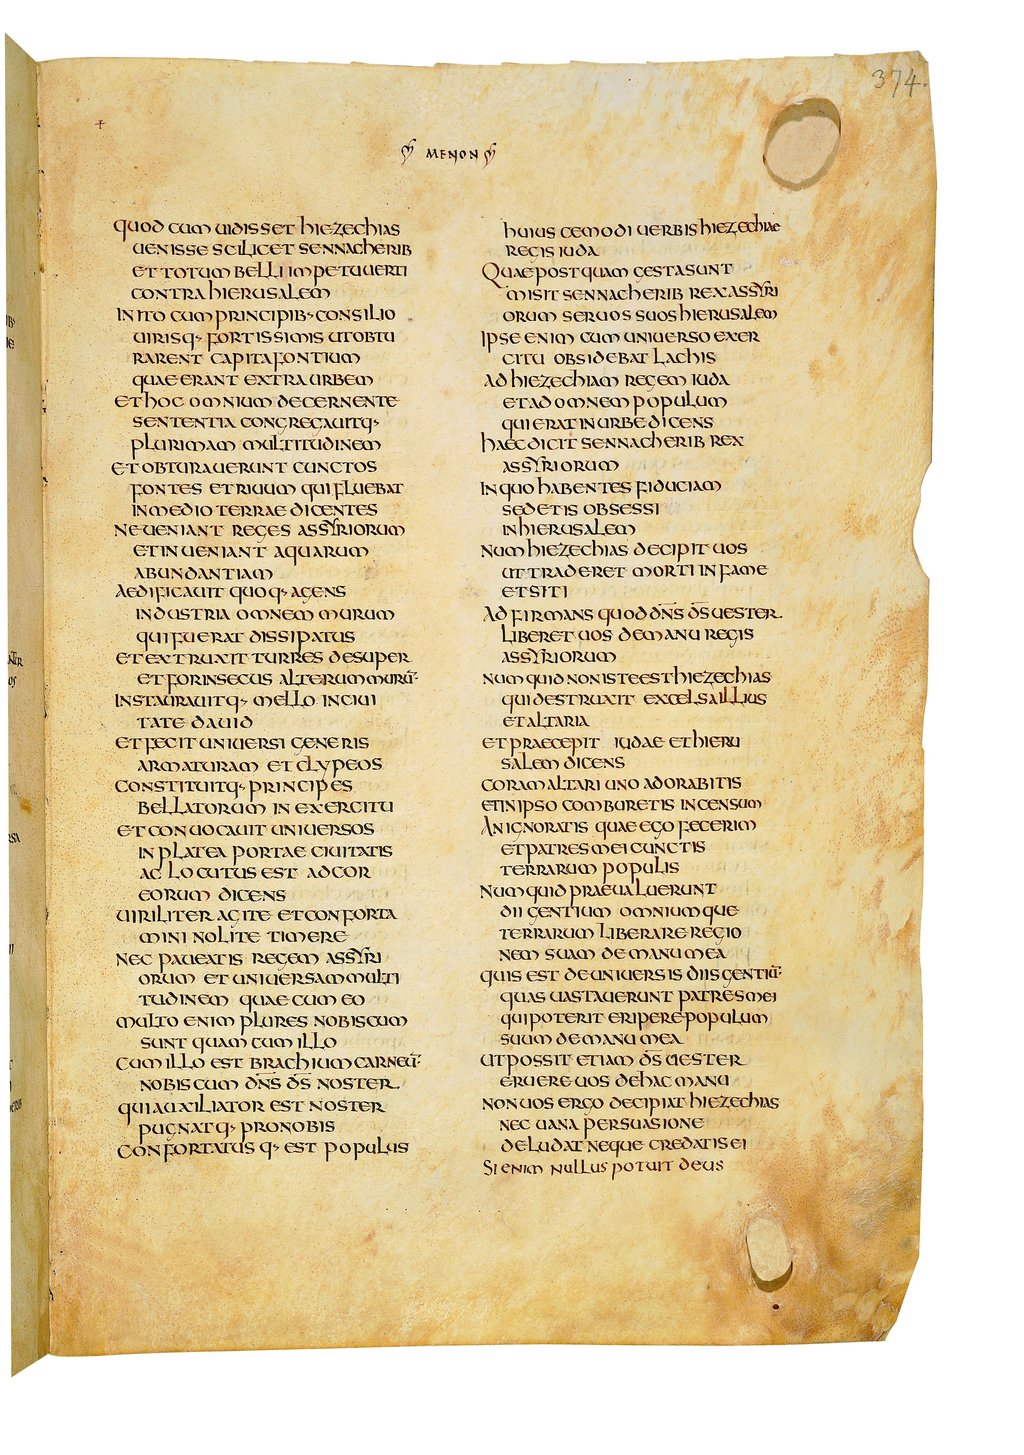 374.
MENON
quod cum uidisset hiezechias
uenisse scilicet sennacherib
et totum belli impetu uerti
contra hierusalem
inito cum principib· consilio
uirisq· fortissimis ut obtu
rarent capita fontium
quae erant extra urbem
et hoc omnium decernente
sententia congregauitq·
plurimam multitudinem
et obturauerunt cunctos
fontes et riuum qui fluebat
in medio terrae dicentes
ne ueniant reges assyriorum
et inueniant aquarum
abundantiam
aedificauit quoq· agens
industria omnem murum
qui fuerat dissipatus
et extruxit turres desuper
et forinsecus alterum murū·
instaurauitq· mello in ciui
tate dauid
et fecit uniuersi generis
armaturam et clypeos
constituitq· principes
bellatorum in exercitu
et conuocauit uniuersos
in platea portae ciuitatis
ac locutus est ad cor
eorum dicens
uiriliter agite et conforta
mini nolite timere
nec paueatis regem assyri
orum et uniuersam multi
tudinem quae cum eo
multo enim plures nobiscum
sunt quam cum illo
cum illo est brachium carneū·
nobiscum dns ds noster
qui auxiliator est noster
pugnatq· pro nobis
confortatus q· est populus
huius cemodi uerbis hiezechiae
regis iuda
Quae postquam gesta sunt
misit sennacherib rex assyri
orum seruos suos hierusalem
ipse enim cum uniuerso exer
citu obsidebat lachis
ad hiezechiam regem iuda
et ad omnem populum
qui erat in urbe dicens
haec dicit sennacherib rex
assyriorum
in quo habentes fiduciam
sedetis obsessi
in hierusalem
num hiezechias decipit uos
ut traderet morti in fame
et siti
adfirmans quod dns ds uester
liberet uos de manu regis
assyriorum
numquid non iste est hiezechias
qui destruxit excelsa illius
et altaria
et praecepit iudae et hieru
salem dicens
coram altari uno adorabitis
et in ipso comburetis incensum
an ignoratis quae ego fecerim
et patres mei cunctis
terrarum populis
numquid praeualuerunt
dii gentium omniumque
terrarum liberare regio
nem suam de manu mea
quis est de uniuersis diis gentiū·
quas uastauerunt patres mei
qui poterit eripere populum
suum de manu mea
ut possit etiam ds uester
eruere uos de hac manu
non uos ergo decipiat hiezechias
nec uana persuasione
deludat neque credatis ei
Si enim nullus potuit deus